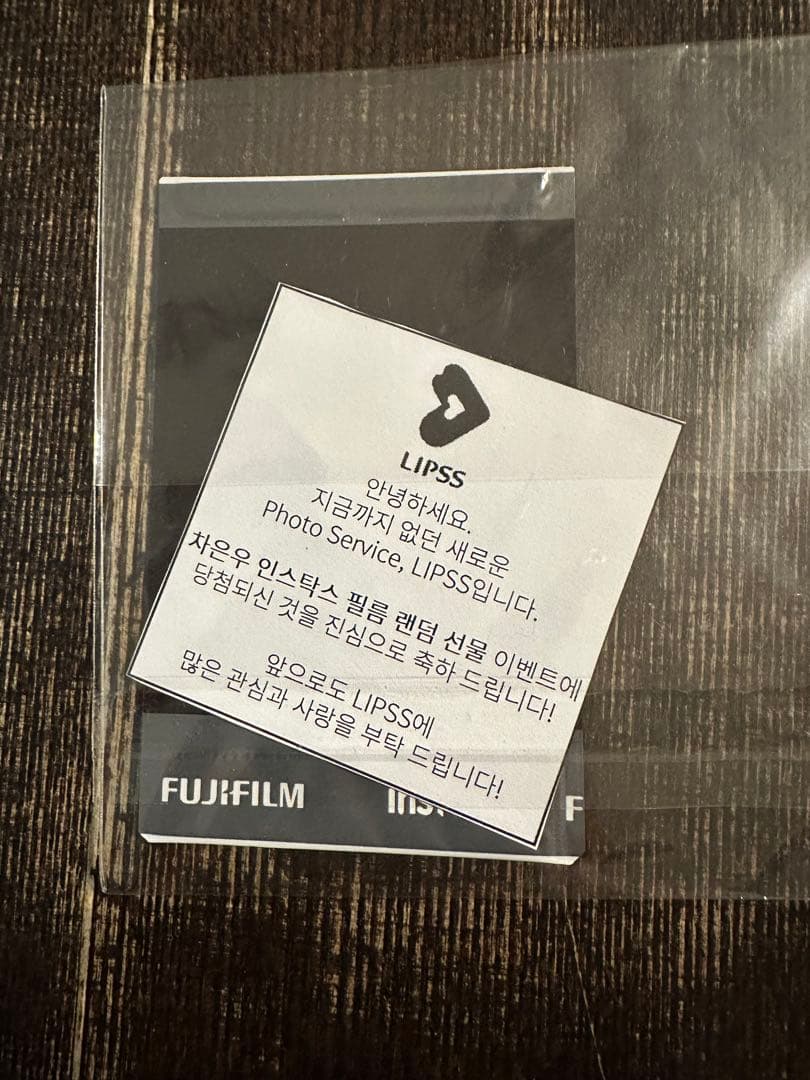 LIPSS
안녕하세요.
지금까지 없던 새로운
Photo Service, LIPSS입니다.
차은우 인스탁스 필름 랜덤 선물 이벤트에
당첨되신 것을 진심으로 축하 드립니다!
앞으로도 LIPSS에
많은 관심과 사랑을 부탁 드립니다!
FUJIFILM